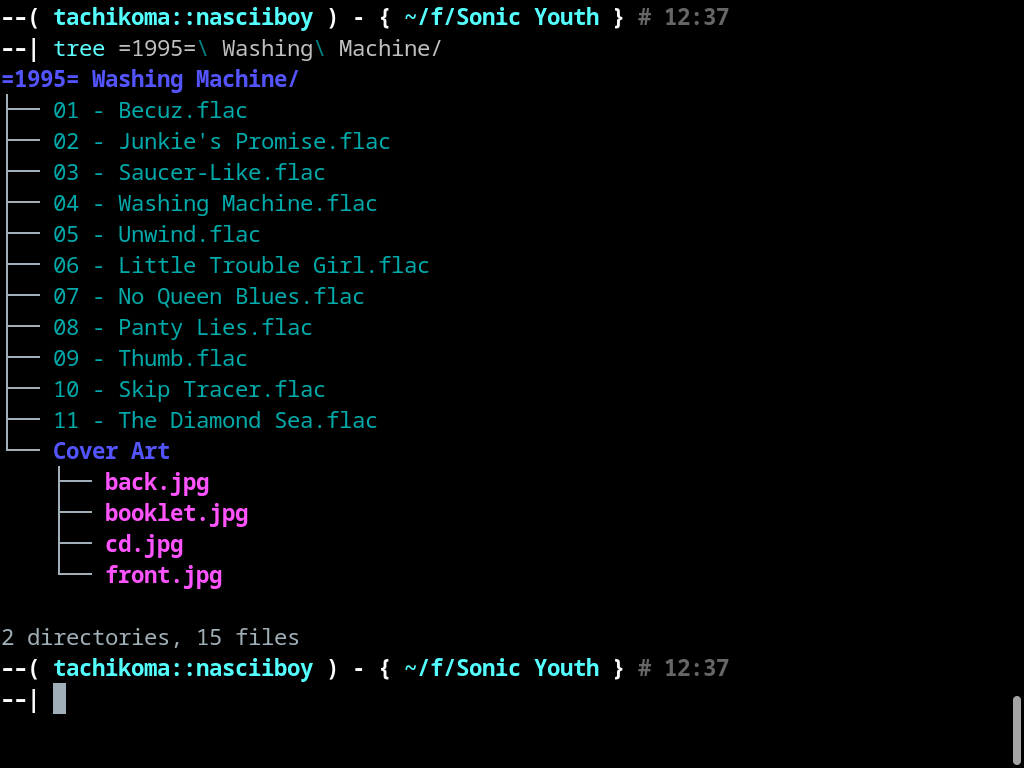 --( tachikoma::nasciiboy ) - { ~/f/Sonic Youth } # 12:37
--| tree =1995=\ Washing\ Machine/
=1995= Washing Machine/
├── 01 - Becuz.flac
├── 02 - Junkie's Promise.flac
├── 03 - Saucer-Like.flac
├── 04 - Washing Machine.flac
├── 05 - Unwind.flac
├── 06 - Little Trouble Girl.flac
├── 07 - No Queen Blues.flac
├── 08 - Panty Lies.flac
├── 09 - Thumb.flac
├── 10 - Skip Tracer.flac
├── 11 - The Diamond Sea.flac
└── Cover Art
    ├── back.jpg
    ├── booklet.jpg
    ├── cd.jpg
    └── front.jpg
2 directories, 15 files
--( tachikoma::nasciiboy ) - { ~/f/Sonic Youth } # 12:37
--|